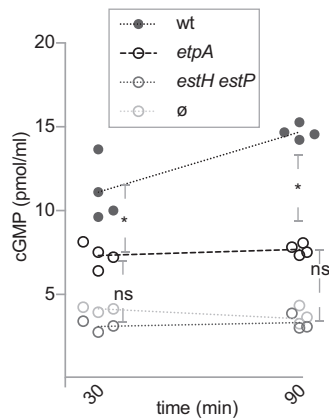 wt
etpA
estH estP
ø
20
15
10
5
cGMP (pmol/ml)
*
*
ns
ns
30
90
time (min)